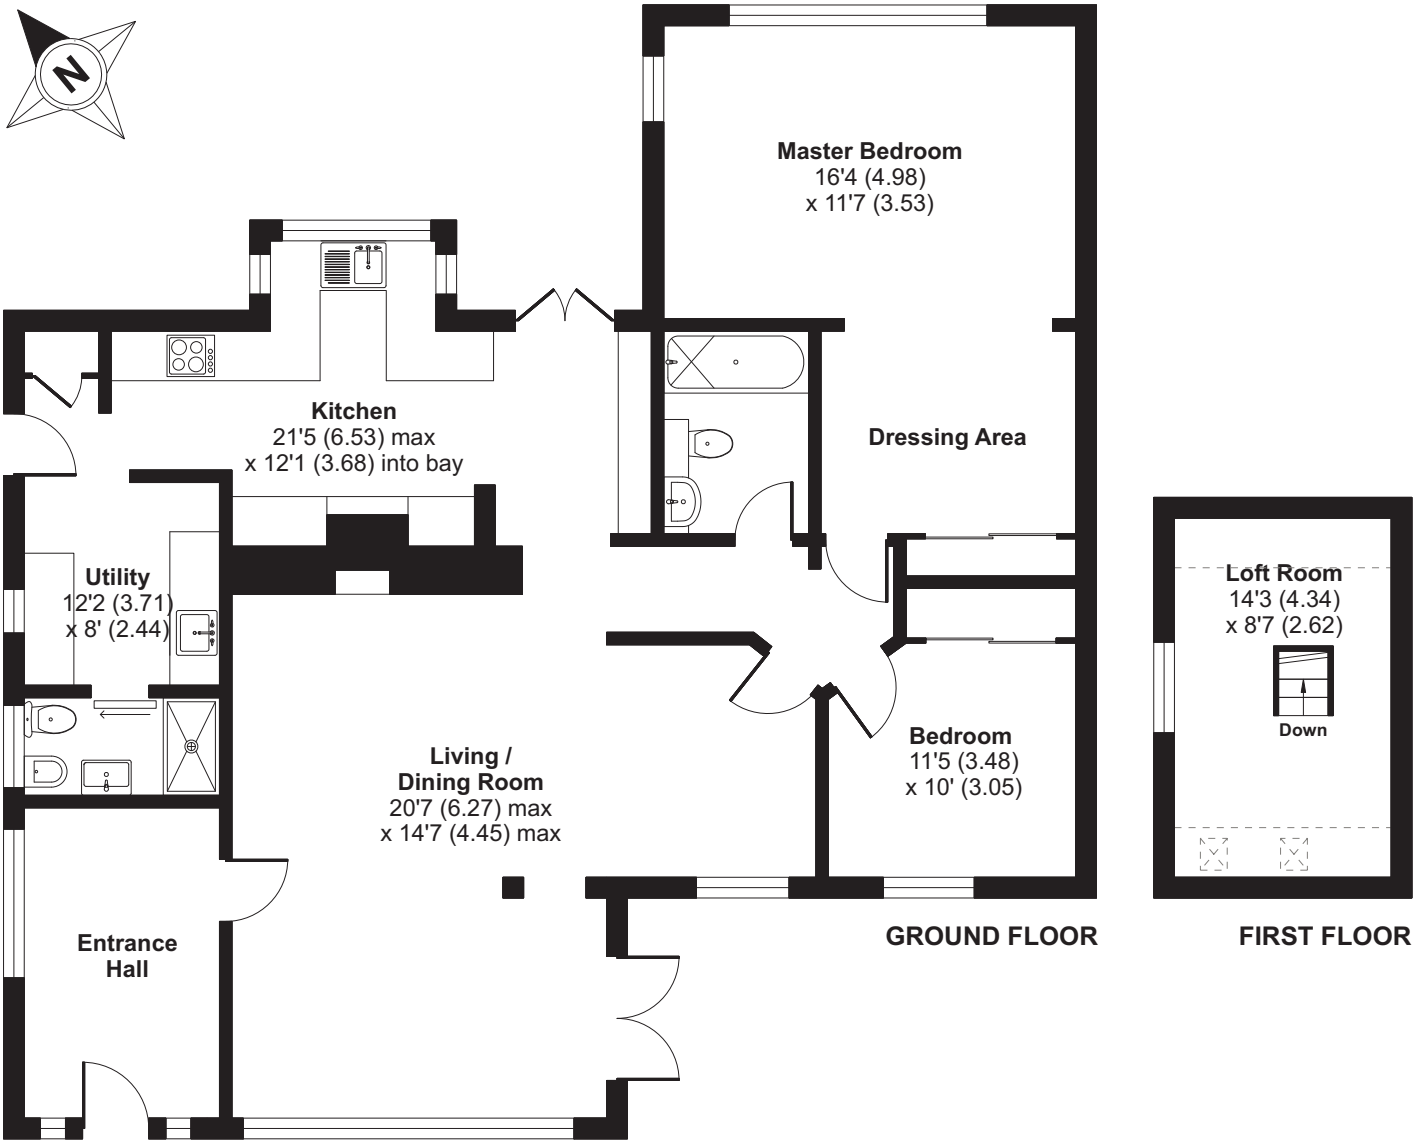 N
Master Bedroom
16'4 (4.98)
x 11'7 (3.53)
Kitchen
21'5 (6.53) max
x 12'1 (3.68) into bay
Dressing Area
Utility
12'2 (3.71)
x 8' (2.44)
Loft Room
14'3 (4.34)
x 8'7 (2.62)
Down
Living /
Dining Room
20'7 (6.27) max
x 14'7 (4.45) max
Bedroom
11'5 (3.48)
x 10' (3.05)
Entrance
Hall
GROUND FLOOR
FIRST FLOOR